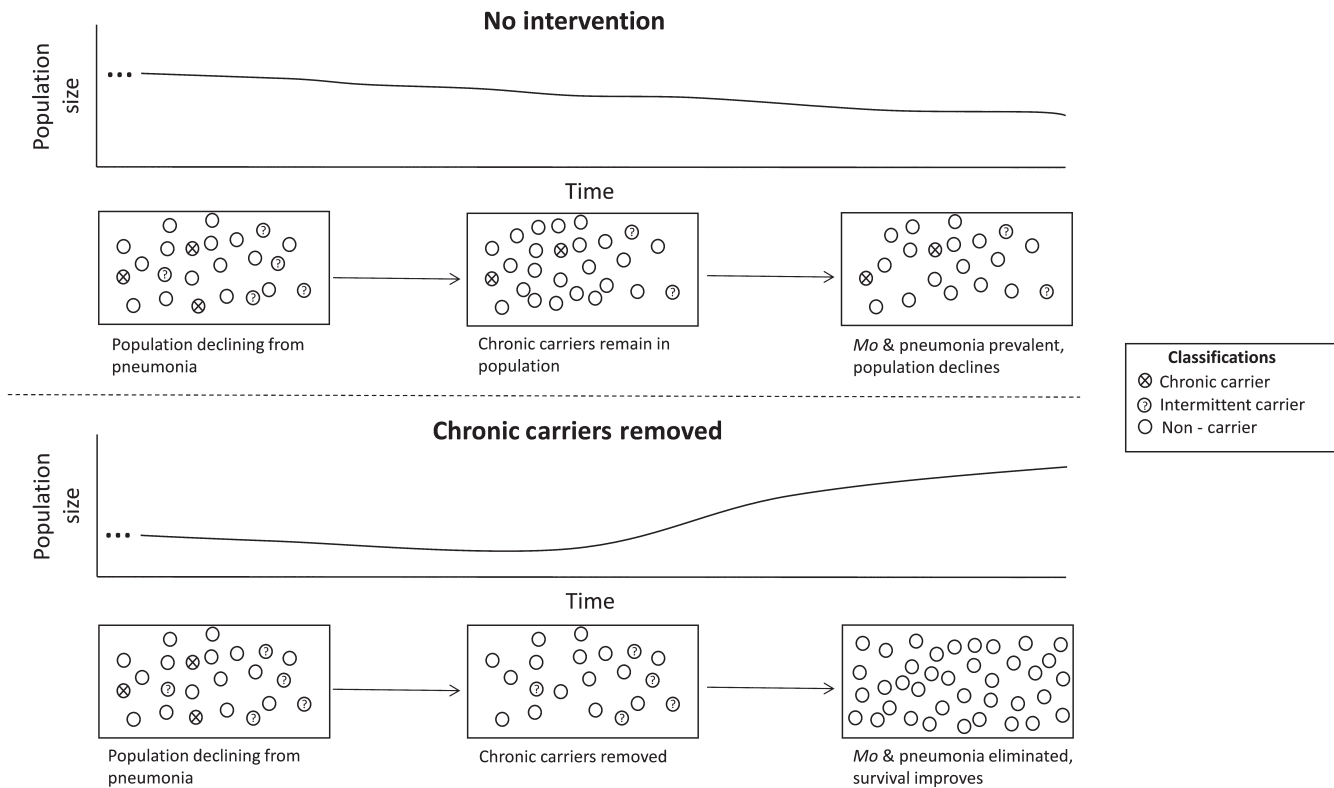 No intervention
Population
size
...
Time
Population declining from
pneumonia
Chronic carriers remain in
population
Mo & pneumonia prevalent,
population declines
Classifications
Chronic carrier
? Intermittent carrier
Non - carrier
Chronic carriers removed
Population
size
...
Time
Population declining from
pneumonia
Chronic carriers removed
Mo & pneumonia eliminated,
survival improves